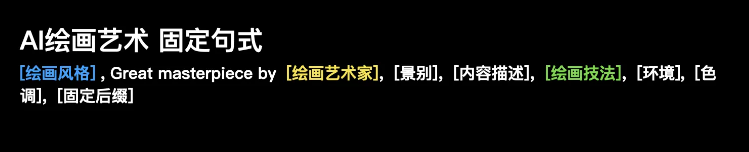 AI绘画艺术 固定句式
[绘画风格] , Great masterpiece by  [绘画艺术家],  [景别],  [内容描述],  [绘画技法],  [环境],  [色
调],  [固定后缀]